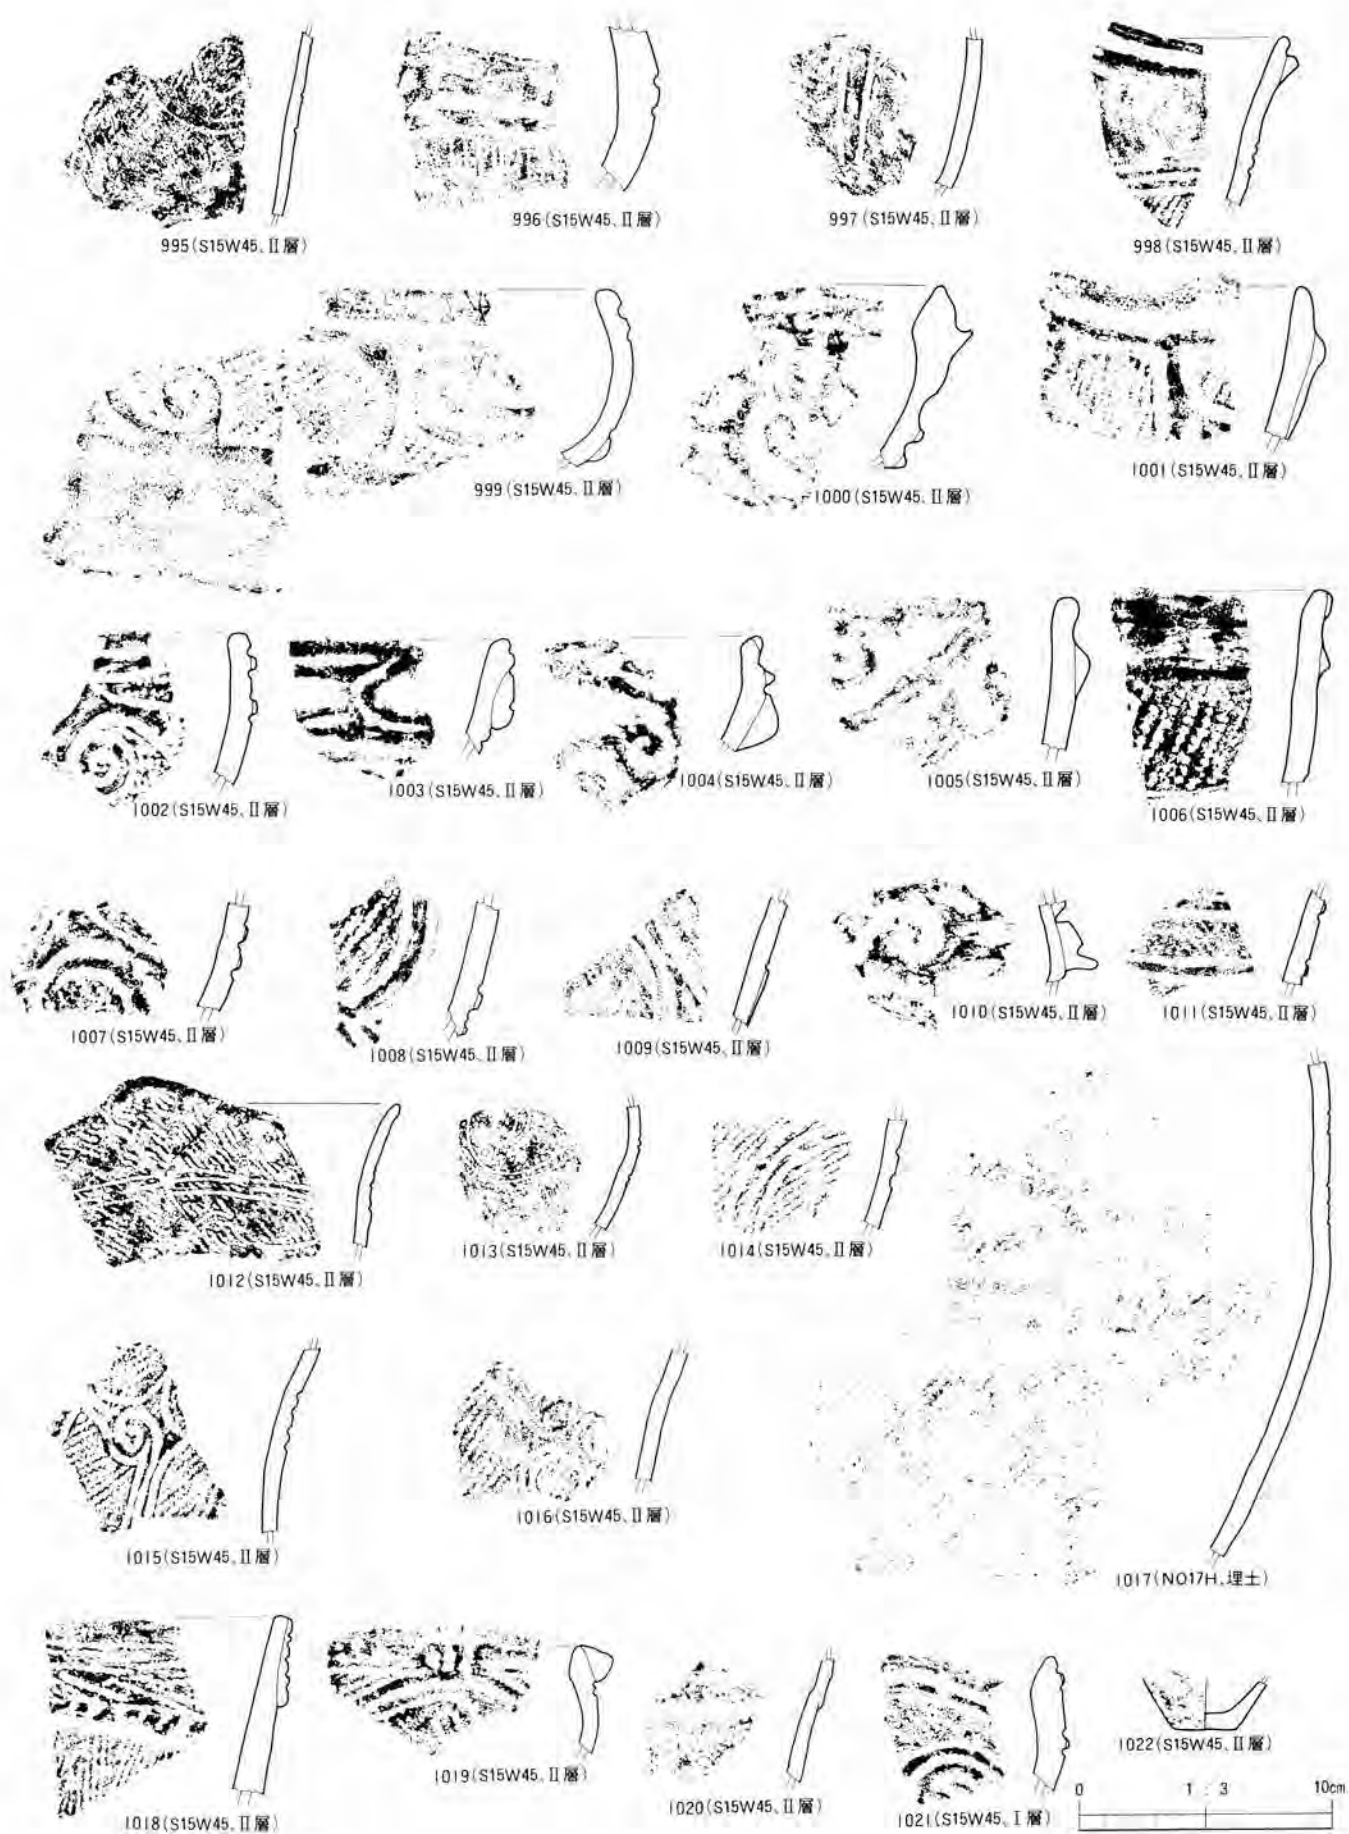 995(S15W45、II層)
996(S15W45、II層)
997(S15W45、II層)
998(S15W45、II層)
999(S15W45、II層)
1000(S15W45、II層)
1001(S15W45、II層)
1002(S15W45、II層)
1003(S15W45、II層)
1004(S15W45、II層)
1005(S15W45、II層)
1006(S15W45、II層)
1007(S15W45、II層)
1008(S15W45、II層)
1009(S15W45、II層)
1010(S15W45、II層)
1011(S15W45、II層)
1012(S15W45、II層)
1013(S15W45、II層)
1014(S15W45、II層)
1015(S15W45、II層)
1016(S15W45、II層)
1017(NO17H、埋土)
1018(S15W45、II層)
1019(S15W45、II層)
1020(S15W45、II層)
1021(S15W45、I層)
1022(S15W45、II層)
0 1:3 10cm